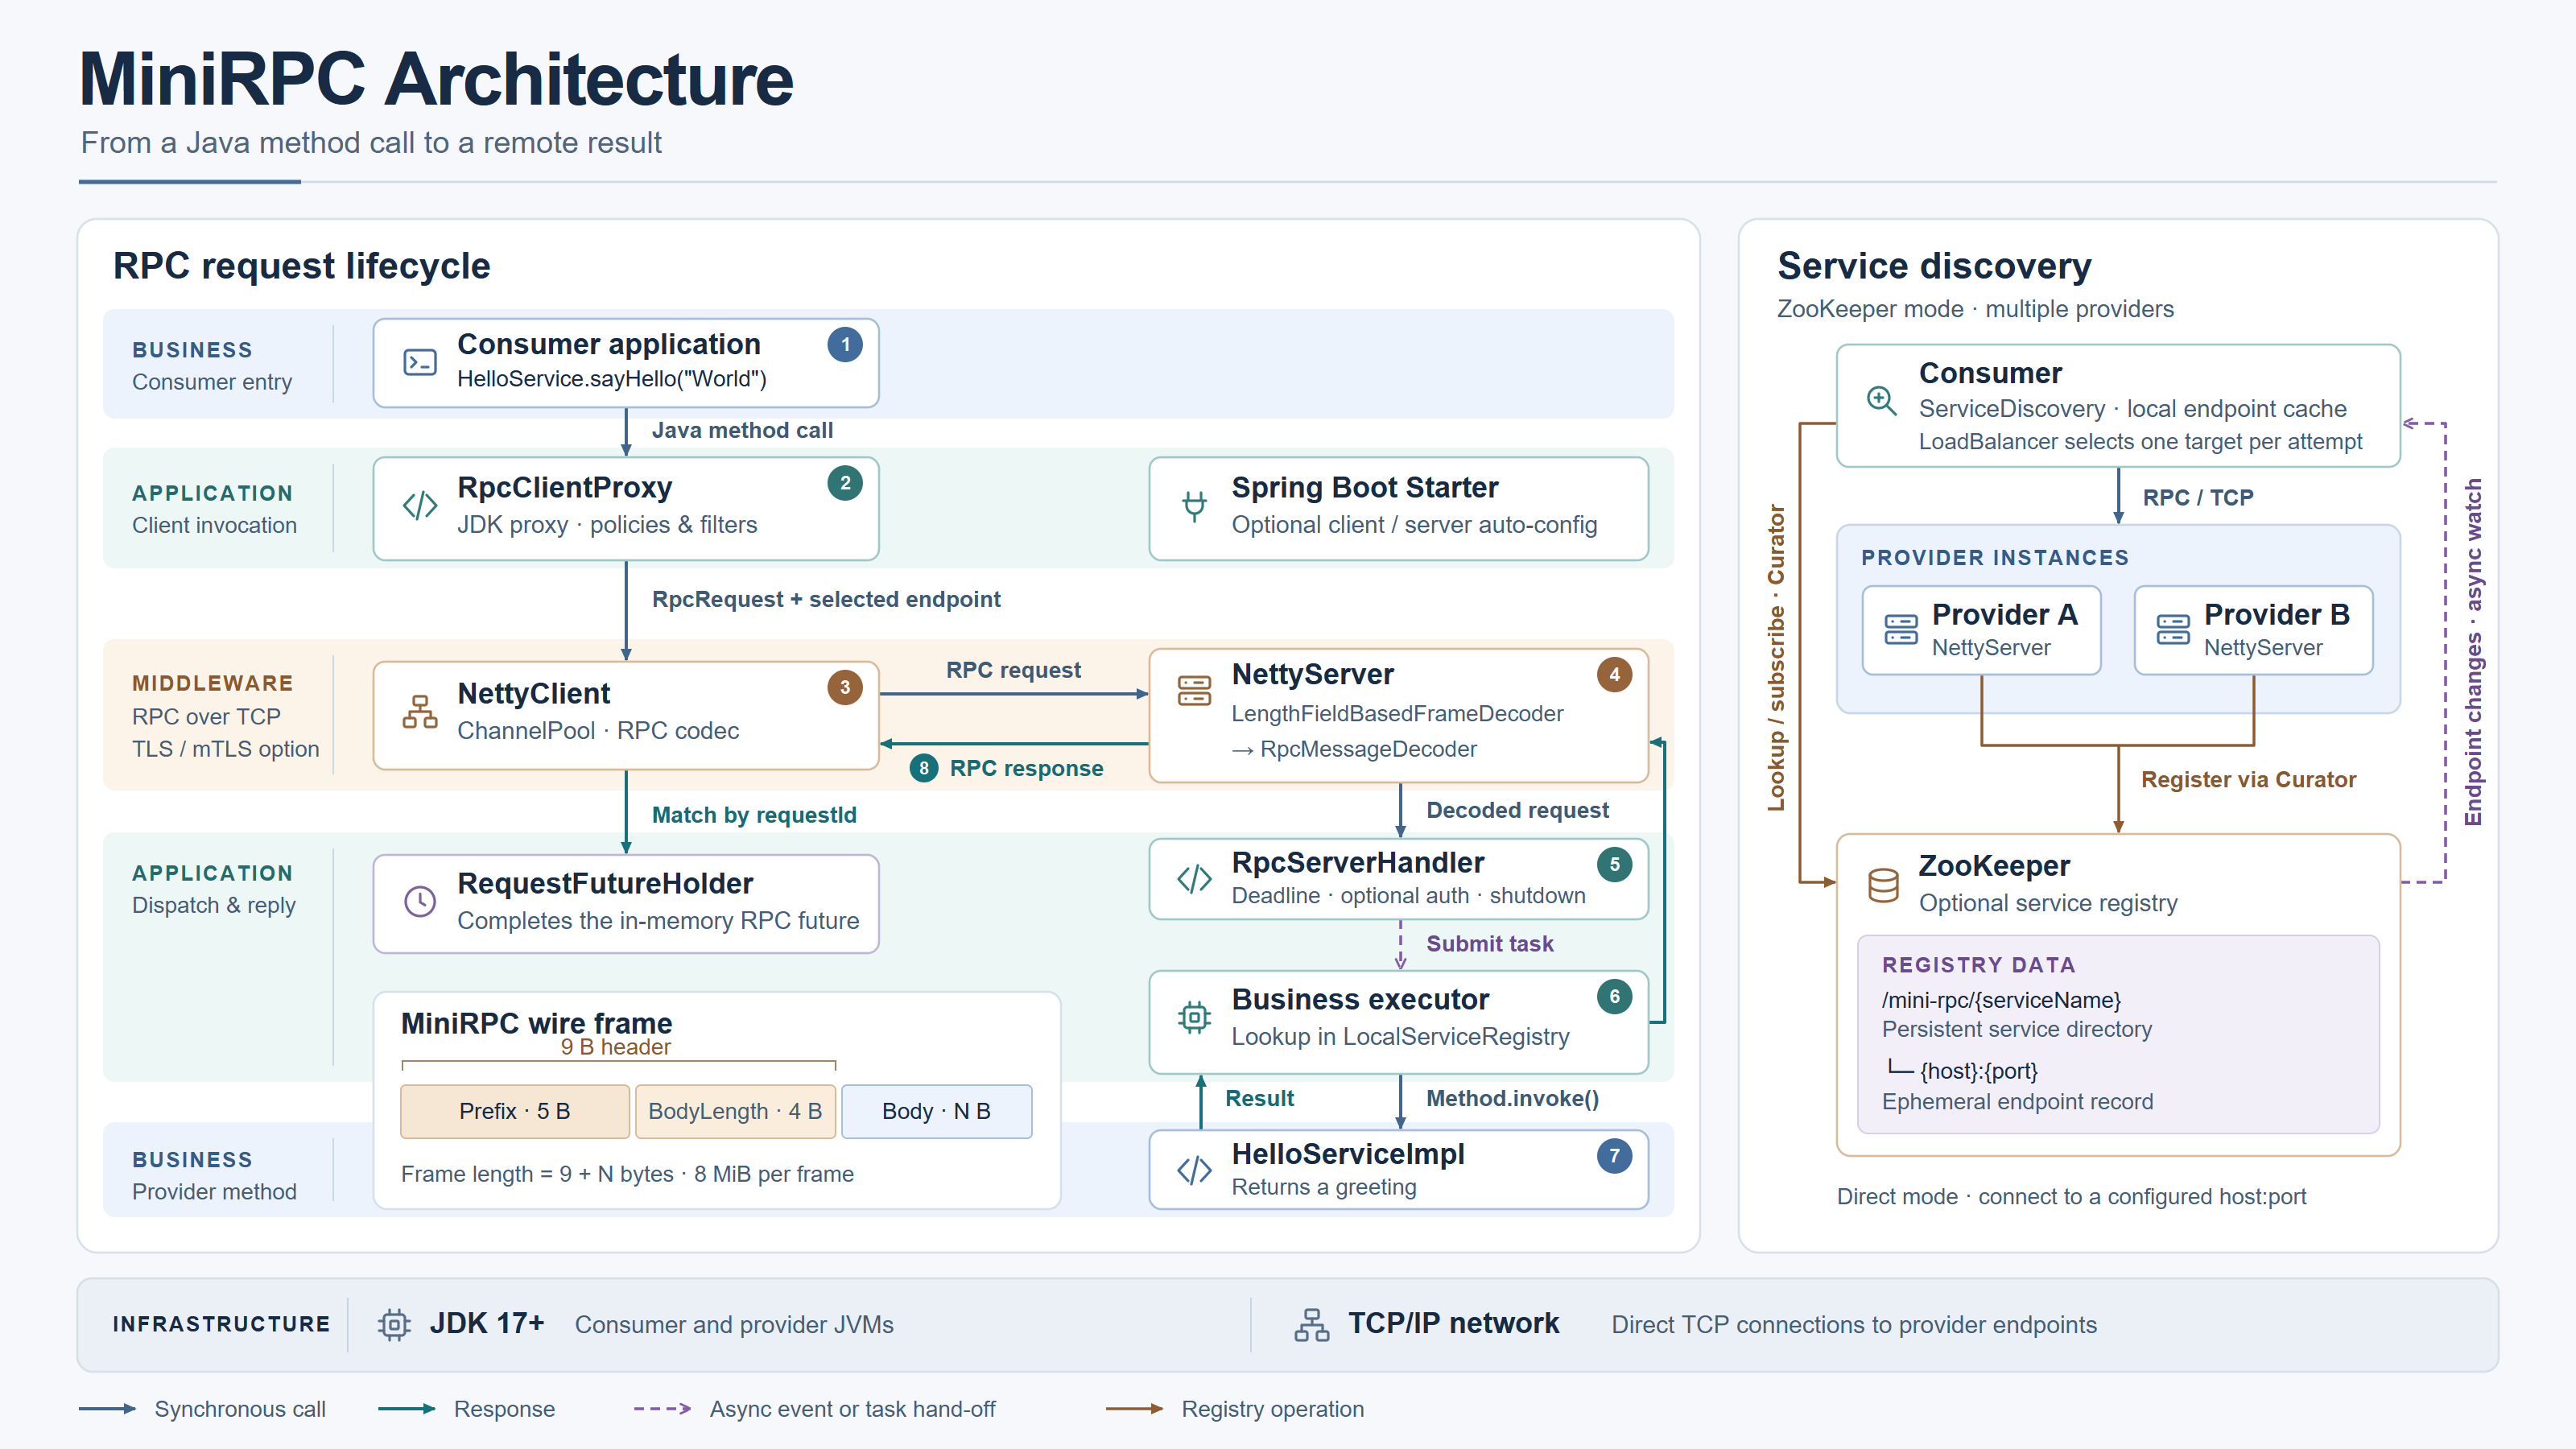 MiniRPC Architecture
From a Java method call to a remote result
RPC request lifecycle
BUSINESS
Consumer entry
Consumer application
HelloService.sayHello("World")
1
Java method call
APPLICATION
Client invocation
RpcClientProxy
JDK proxy · policies & filters
2
Spring Boot Starter
Optional client / server auto-config
RpcRequest + selected endpoint
MIDDLEWARE
RPC over TCP
TLS / mTLS option
NettyClient
ChannelPool · RPC codec
3
RPC request
8 RPC response
NettyServer
LengthFieldBasedFrameDecoder
→ RpcMessageDecoder
4
Match by requestId
Decoded request
APPLICATION
Dispatch & reply
RequestFutureHolder
Completes the in-memory RPC future
RpcServerHandler
Deadline · optional auth · shutdown
5
Submit task
Business executor
Lookup in LocalServiceRegistry
6
MiniRPC wire frame
9 B header
Prefix · 5 B
BodyLength · 4 B
Body · N B
Frame length = 9 + N bytes · 8 MiB per frame
Result
Method.invoke()
BUSINESS
Provider method
HelloServiceImpl
Returns a greeting
7
Service discovery
ZooKeeper mode · multiple providers
Consumer
ServiceDiscovery · local endpoint cache
LoadBalancer selects one target per attempt
RPC / TCP
Lookup / subscribe · Curator
Endpoint changes · async watch
PROVIDER INSTANCES
Provider A
NettyServer
Provider B
NettyServer
Register via Curator
ZooKeeper
Optional service registry
REGISTRY DATA
/mini-rpc/{serviceName}
Persistent service directory
└─ {host}:{port}
Ephemeral endpoint record
Direct mode · connect to a configured host:port
INFRASTRUCTURE
JDK 17+
Consumer and provider JVMs
TCP/IP network
Direct TCP connections to provider endpoints
Synchronous call
Response
Async event or task hand-off
Registry operation